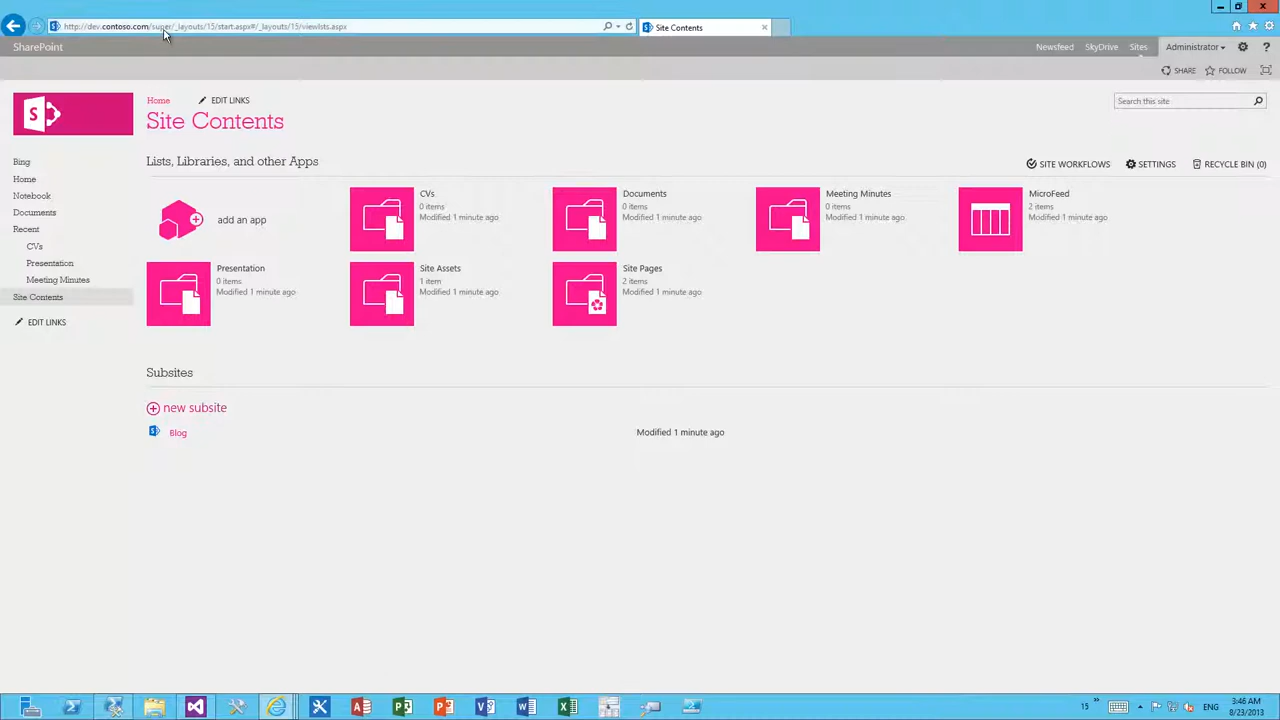 http://dev.contoso.com/super/_layouts/15/start.aspx#/_layouts/15/viewlsts.aspx
Site Contents
SharePoint
Newsfeed SkyDrive Sites Administrator
SHARE FOLLOW
Home EDIT LINKS
Search this site
Site Contents
Bing
Home
Notebook
Documents
Recent
CVs
Presentation
Meeting Minutes
Site Contents
EDIT LINKS
Lists, Libraries, and other Apps
SITE WORKFLOWS SETTINGS RECYCLE BIN (0)
add an app
CVs
0 items
Modified 1 minute ago
Documents
0 items
Modified 1 minute ago
Meeting Minutes
0 items
Modified 1 minute ago
MicroFeed
2 items
Modified 1 minute ago
Presentation
0 items
Modified 1 minute ago
Site Assets
1 item
Modified 1 minute ago
Site Pages
2 items
Modified 1 minute ago
Subsites
new subsite
Blog Modified 1 minute ago
15 ENG 3:46 AM
8/23/2013